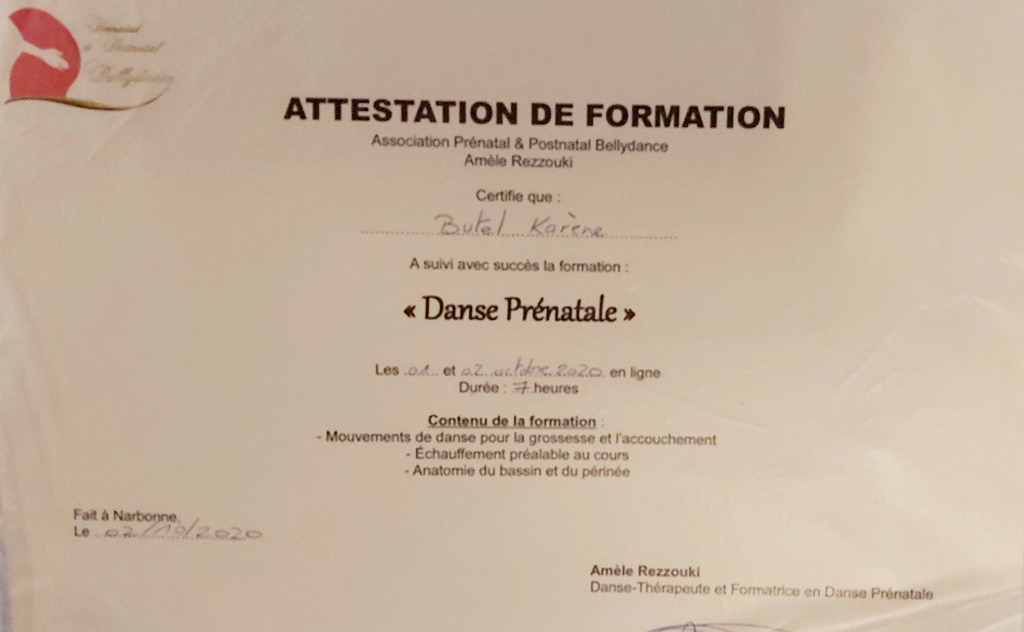 Prénatal
& Postnatal
Bellydance
ATTESTATION DE FORMATION
Association Prénatal & Postnatal Bellydance
Amèle Rezzouki
Certifie que :
Butel Karène
A suivi avec succès la formation :
« Danse Prénatale »
Les 01 et 02 octobre 2020 en ligne
Durée : 7 heures
Contenu de la formation :
- Mouvements de danse pour la grossesse et l'accouchement
- Échauffement préalable au cours
- Anatomie du bassin et du périnée
Fait à Narbonne,
Le 02/10/2020
Amèle Rezzouki
Danse-Thérapeute et Formatrice en Danse Prénatale